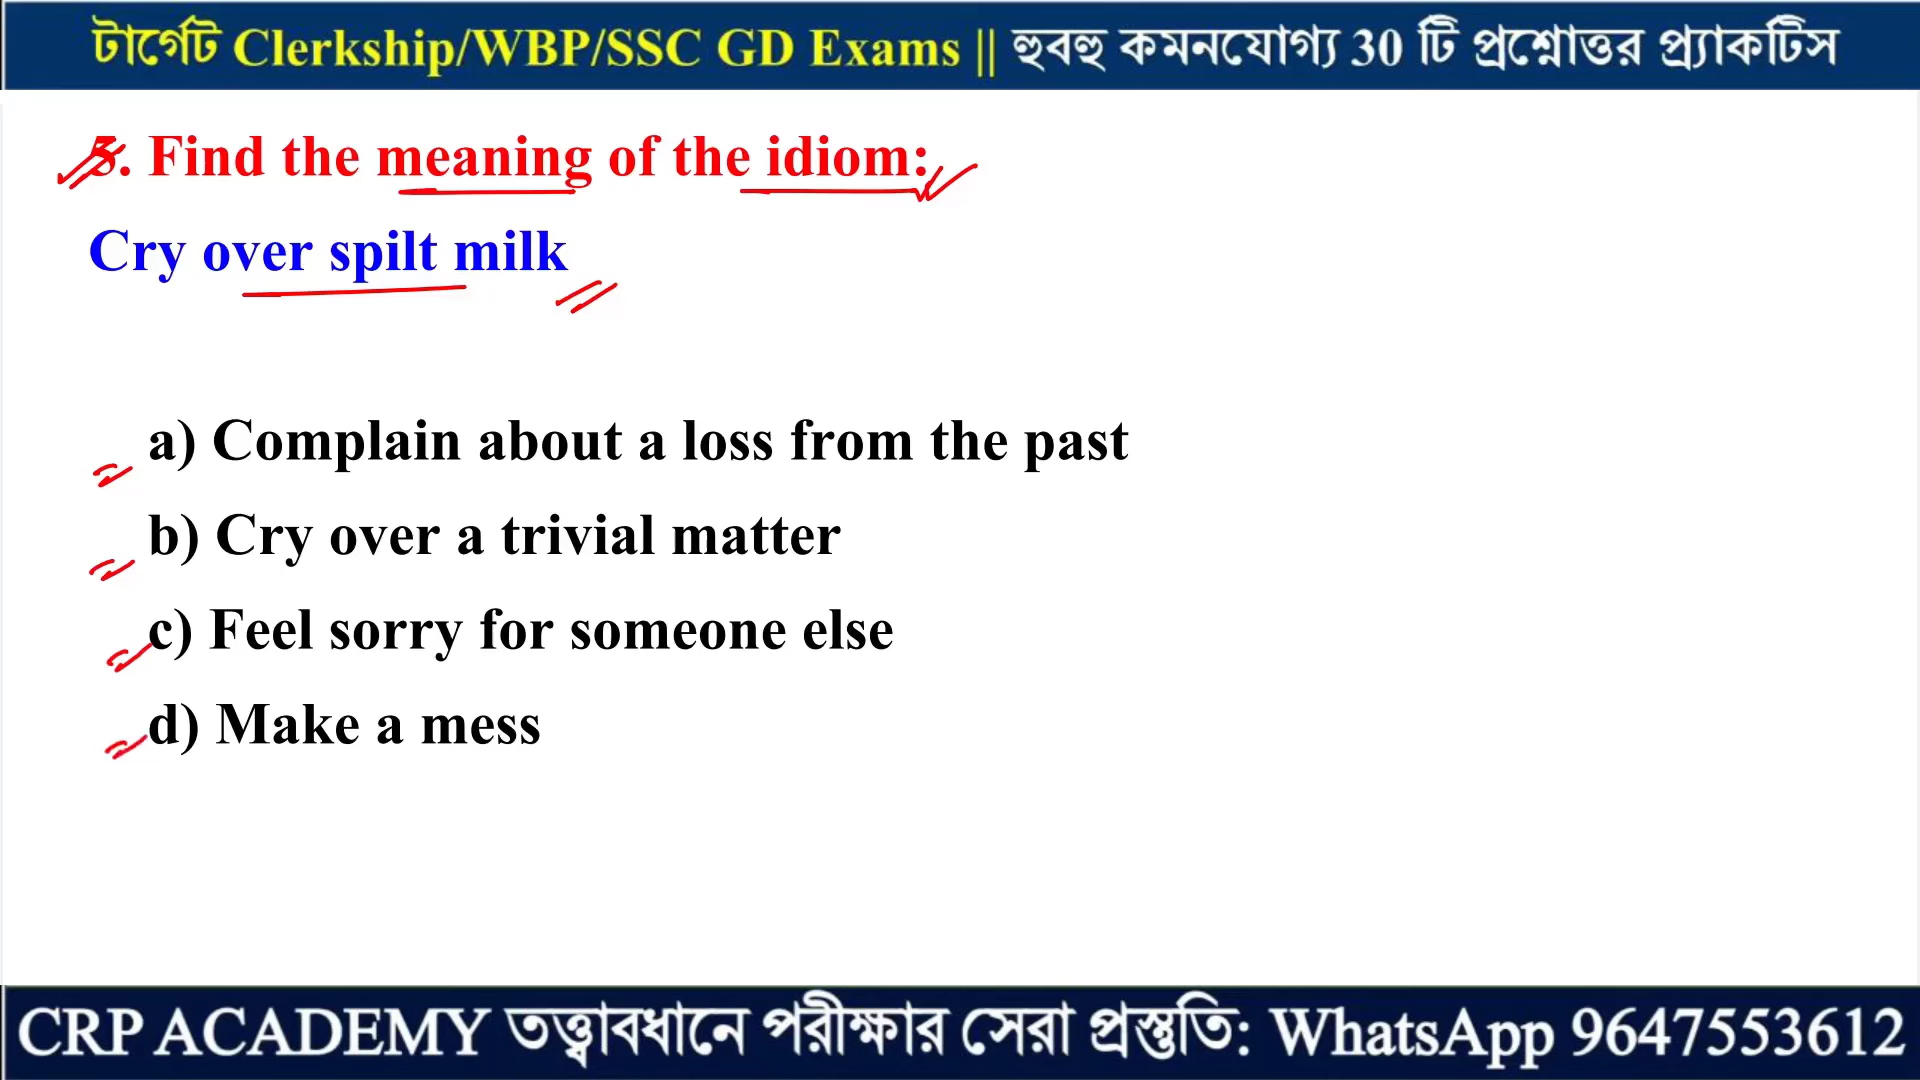 টার্গেট Clerkship/WBP/SSC GD Exams || হুবহু কমনযোগ্য 30 টি প্রশ্নোত্তর প্র্যাকটিস
5. Find the meaning of the idiom:
Cry over spilt milk
a) Complain about a loss from the past
b) Cry over a trivial matter
c) Feel sorry for someone else
d) Make a mess
CRP ACADEMY তত্ত্বাবধানে পরীক্ষার সেরা প্রস্তুতি: WhatsApp 9647553612